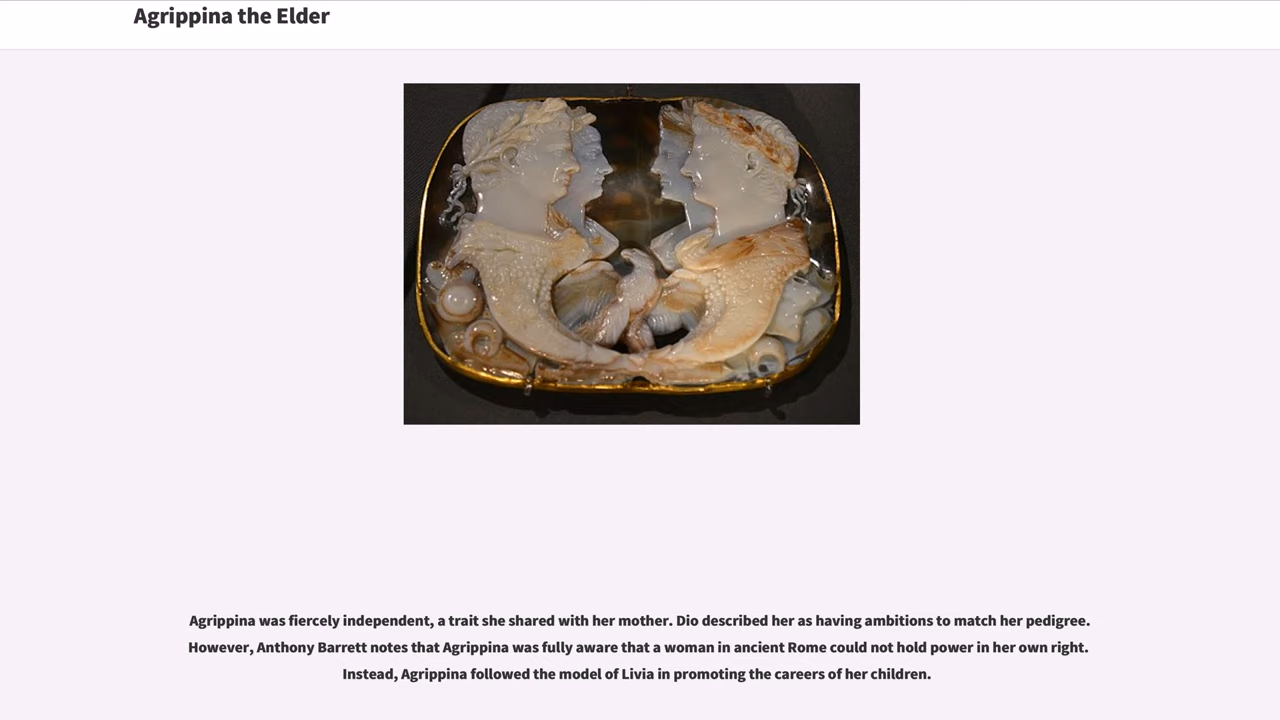 Agrippina the Elder
Agrippina was fiercely independent, a trait she shared with her mother. Dio described her as having ambitions to match her pedigree.
However, Anthony Barrett notes that Agrippina was fully aware that a woman in ancient Rome could not hold power in her own right.
Instead, Agrippina followed the model of Livia in promoting the careers of her children.